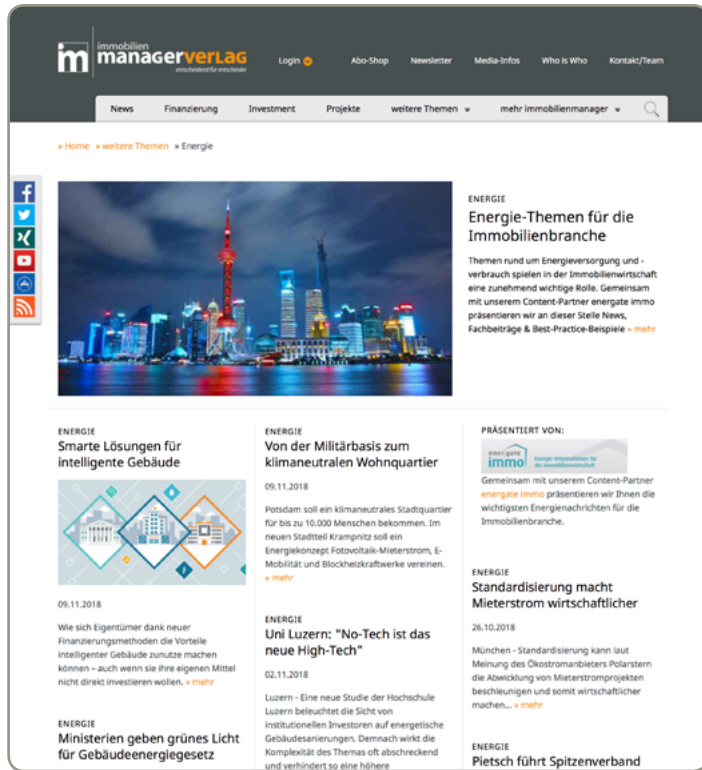 im immobilien
managerverlag
entscheidend für entscheider
Login
Abo-Shop
Newsletter
Media-Infos
Who is Who
Kontakt/Team
News
Finanzierung
Investment
Projekte
weitere Themen
mehr immobilienmanager
» Home » weitere Themen » Energie
ENERGIE
Energie-Themen für die
Immobilienbranche
Themen rund um Energieversorgung und -
verbrauch spielen in der Immobilienwirtschaft
eine zunehmend wichtige Rolle. Gemeinsam
mit unserem Content-Partner energate immo
präsentieren wir an dieser Stelle News,
Fachbeiträge & Best-Practice-Beispiele » mehr
ENERGIE
Smarte Lösungen für
intelligente Gebäude
09.11.2018
Wie sich Eigentümer dank neuer
Finanzierungsmethoden die Vorteile
intelligenter Gebäude zunutze machen
können – auch wenn sie ihre eigenen Mittel
nicht direkt investieren wollen. » mehr
ENERGIE
Ministerien geben grünes Licht
für Gebäudeenergiegesetz
ENERGIE
Von der Militärbasis zum
klimaneutralen Wohnquartier
09.11.2018
Potsdam soll ein klimaneutrales Stadtquartier
für bis zu 10.000 Menschen bekommen. Im
neuen Stadtteil Krampnitz soll ein
Energiekonzept Fotovoltaik-Mieterstrom, E-
Mobilität und Blockheizkraftwerke vereinen.
» mehr
ENERGIE
Uni Luzern: "No-Tech ist das
neue High-Tech"
02.11.2018
Luzern - Eine neue Studie der Hochschule
Luzern beleuchtet die Sicht von
institutionellen Investoren auf energetische
Gebäudesanierungen. Demnach wirkt die
Komplexität des Themas oft abschreckend
und verhindert so eine höhere
PRÄSENTIERT VON:
energate
immo
Energie-Informationen für
die Immobilienwirtschaft
Gemeinsam mit unserem Content-Partner
energate immo präsentieren wir Ihnen die
wichtigsten Energienachrichten für die
Immobilienbranche.
ENERGIE
Standardisierung macht
Mieterstrom wirtschaftlicher
26.10.2018
München - Standardisierung kann laut
Meinung des Ökostromanbieters Polarstern
die Abwicklung von Mieterstromprojekten
beschleunigen und somit wirtschaftlicher
machen... » mehr
ENERGIE
Pietsch führt Spitzenverband